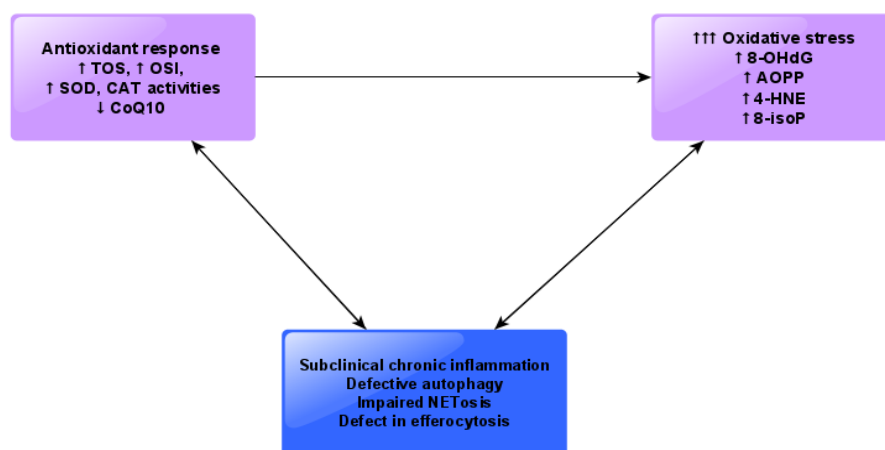 Antioxidant response
↑ TOS, ↑ OSI,
↑ SOD, CAT activities
↓ CoQ10
↑↑↑ Oxidative stress
↑ 8-OHdG
↑ AOPP
↑ 4-HNE
↑ 8-isoP
Subclinical chronic inflammation
Defective autophagy
Impaired NETosis
Defect in efferocytosis